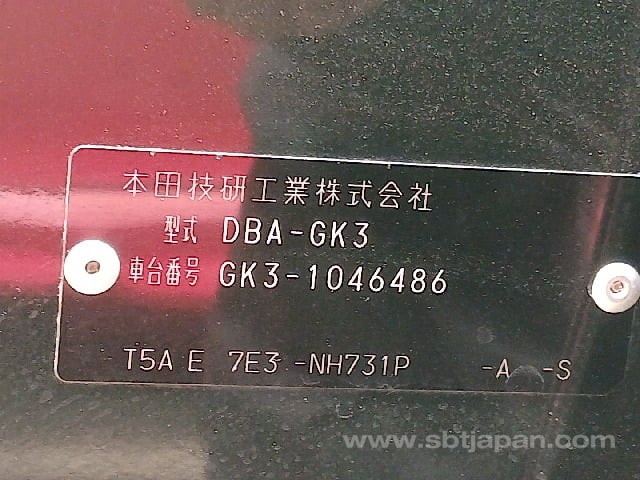 本田技研工業株式会社
型式 DBA-GK3
車台番号 GK3-1046486
T5A E 7E3 -NH731P -A -S
www.sbtjapan.com